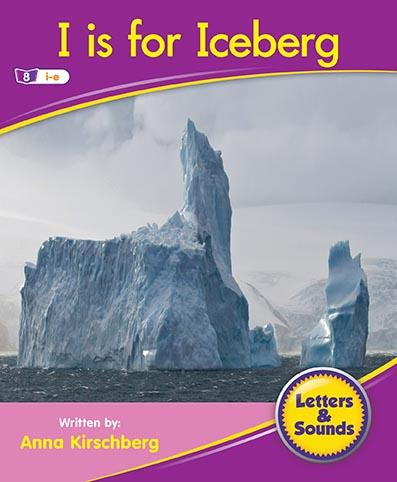 I is for Iceberg
8 i-e
Written by:
Anna Kirschberg
Letters
&
Sounds